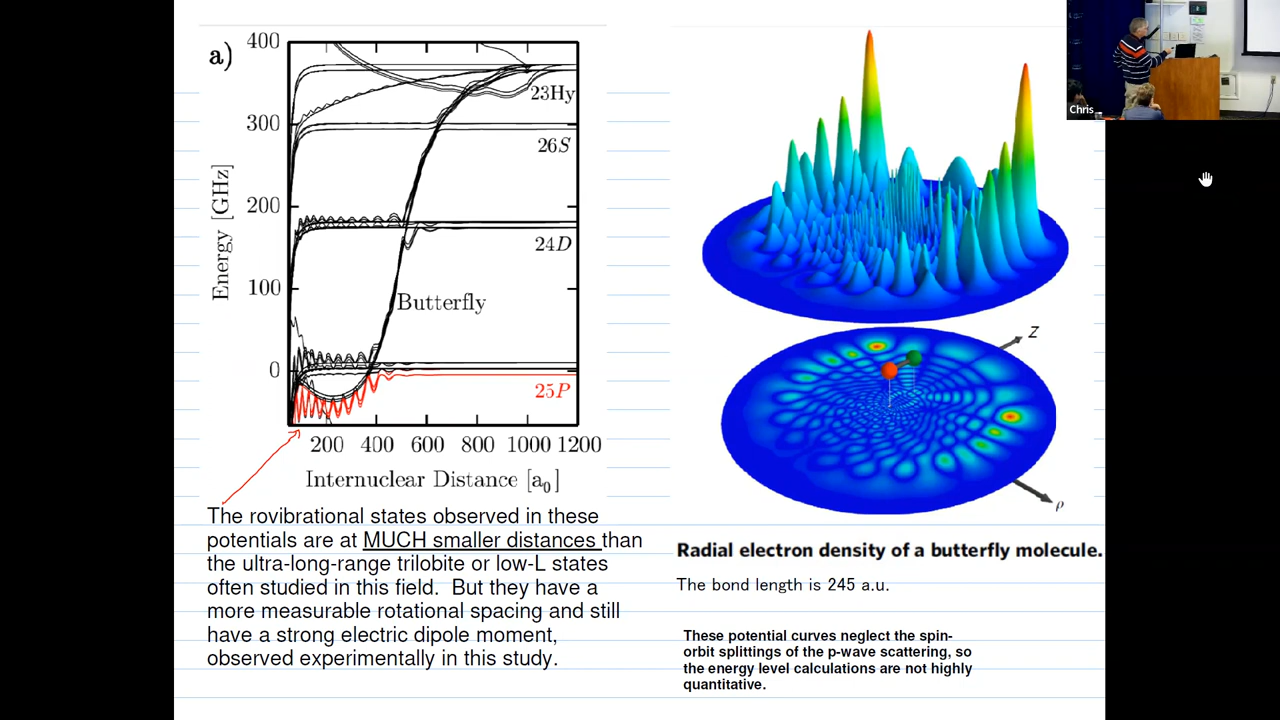 a)
400
300
200
100
0
Energy [GHz]
23Hy
26S
24D
Butterfly
25P
200 400 600 800 1000 1200
Internuclear Distance [a0]
The rovibrational states observed in these
potentials are at MUCH smaller distances than
the ultra-long-range trilobite or low-L states
often studied in this field. But they have a
more measurable rotational spacing and still
have a strong electric dipole moment,
observed experimentally in this study.
Z
ρ
Radial electron density of a butterfly molecule.
The bond length is 245 a.u.
These potential curves neglect the spin-
orbit splittings of the p-wave scattering, so
the energy level calculations are not highly
quantitative.
Chris